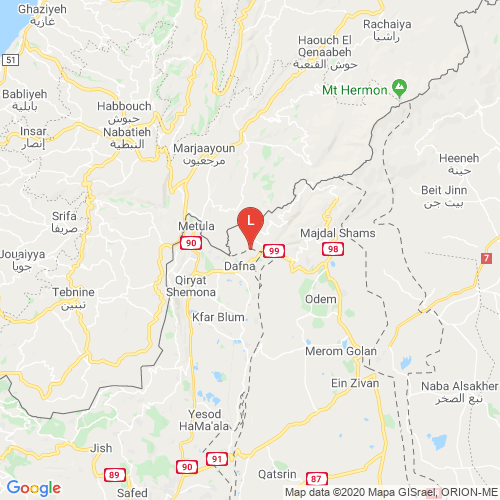 Ghaziyeh
غازية
Rachaiya
راشيا
Haouch El
Qenaabeh
حوش القنعبة
51
Mt Hermon
Babliyeh
بابلية
Habbouch
حبوش
Insar
إنصار
Nabatieh
النبطية
Marjaayoun
مرجعيون
Heeneh
حينة
Beit Jinn
بيت جن
Srifa
صريفا
Metula
90
L
Majdal Shams
99
98
Jouaiyya
جويا
Dafna
7
Qiryat
Shemona
Tebnine
تبنين
Odem
Kfar Blum
Merom Golan
Ein Zivan
Naba Alsakher
نبع الصخر
Yesod
HaMa'ala
Jish
91
90
89
Safed
Qatsrin
87
Google
Map data ©2020 Mapa GISrael, ORION.ME